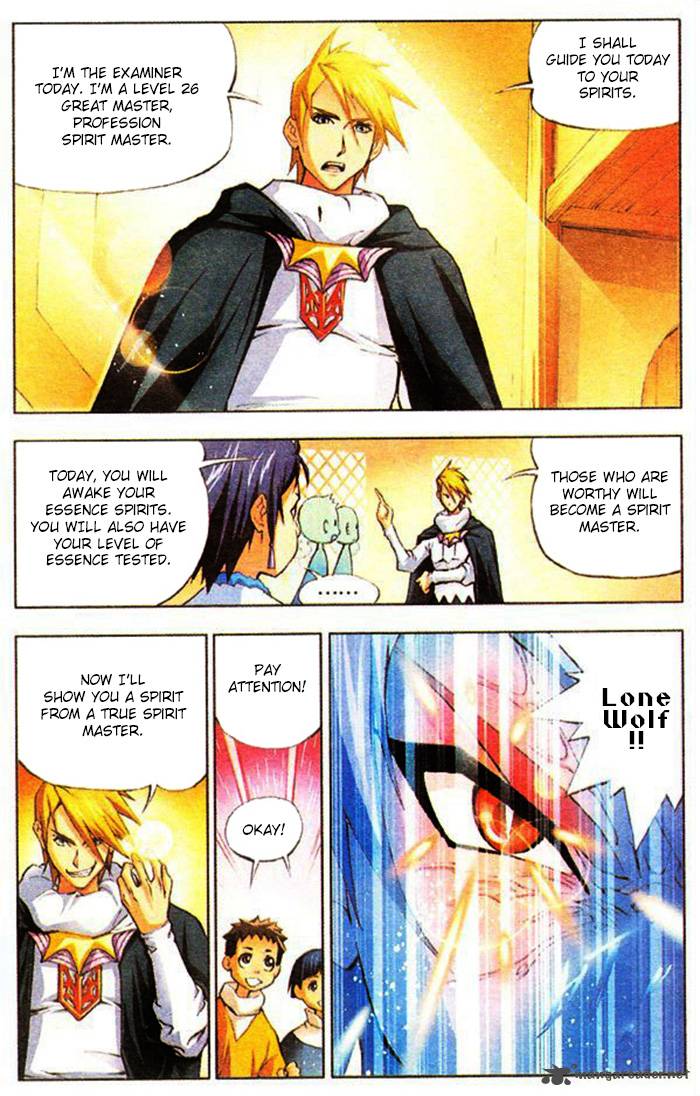 I'M THE EXAMINER
TODAY. I'M A LEVEL 26
GREAT MASTER,
PROFESSION
SPIRIT MASTER.
I SHALL
GUIDE YOU TODAY
TO YOUR
SPIRITS.
TODAY, YOU WILL
AWAKE YOUR
ESSENCE SPIRITS.
YOU WILL ALSO HAVE
YOUR LEVEL OF
ESSENCE TESTED.
......
THOSE WHO ARE
WORTHY WILL
BECOME A SPIRIT
MASTER.
NOW I'LL
SHOW YOU A SPIRIT
FROM A TRUE SPIRIT
MASTER.
PAY
ATTENTION!
OKAY!
Lone
Wolf
!!
mangareader.net